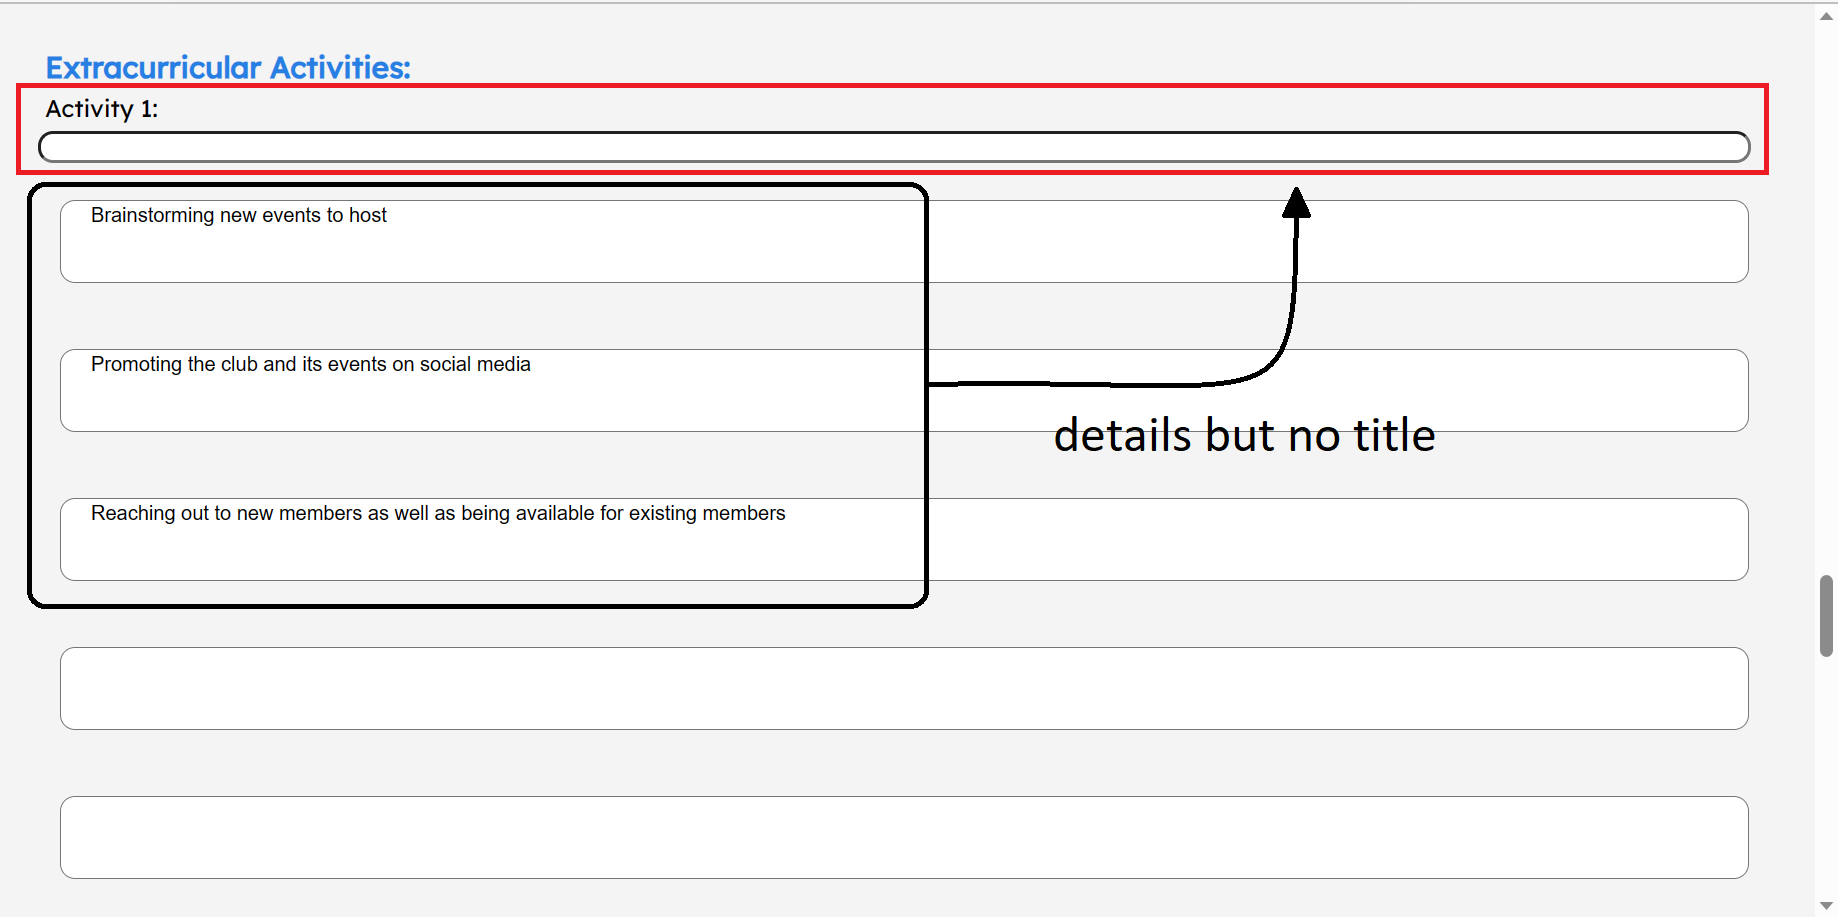 Extracurricular Activities:
Activity 1:
Brainstorming new events to host
Promoting the club and its events on social media
details but no title
Reaching out to new members as well as being available for existing members